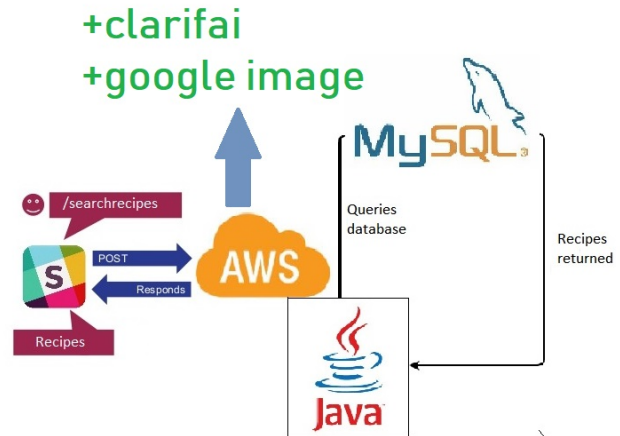 +clarifai
+google image
MySQL
/searchrecipes
Queries
database
Recipes
returned
POST
S
AWS
Responds
Recipes
Java